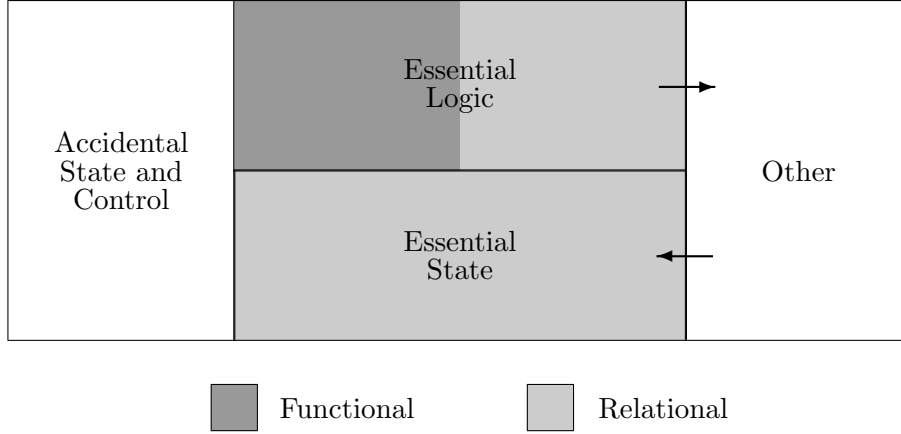 Accidental
State and
Control
Essential
Logic
Essential
State
Other
Functional
Relational